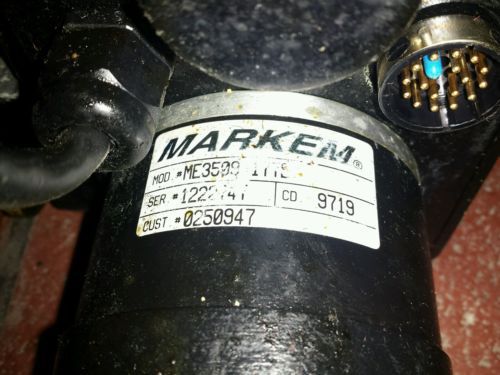 MARKEM®
MOD. #
SER. # CD. 9719
CUST # 0250947